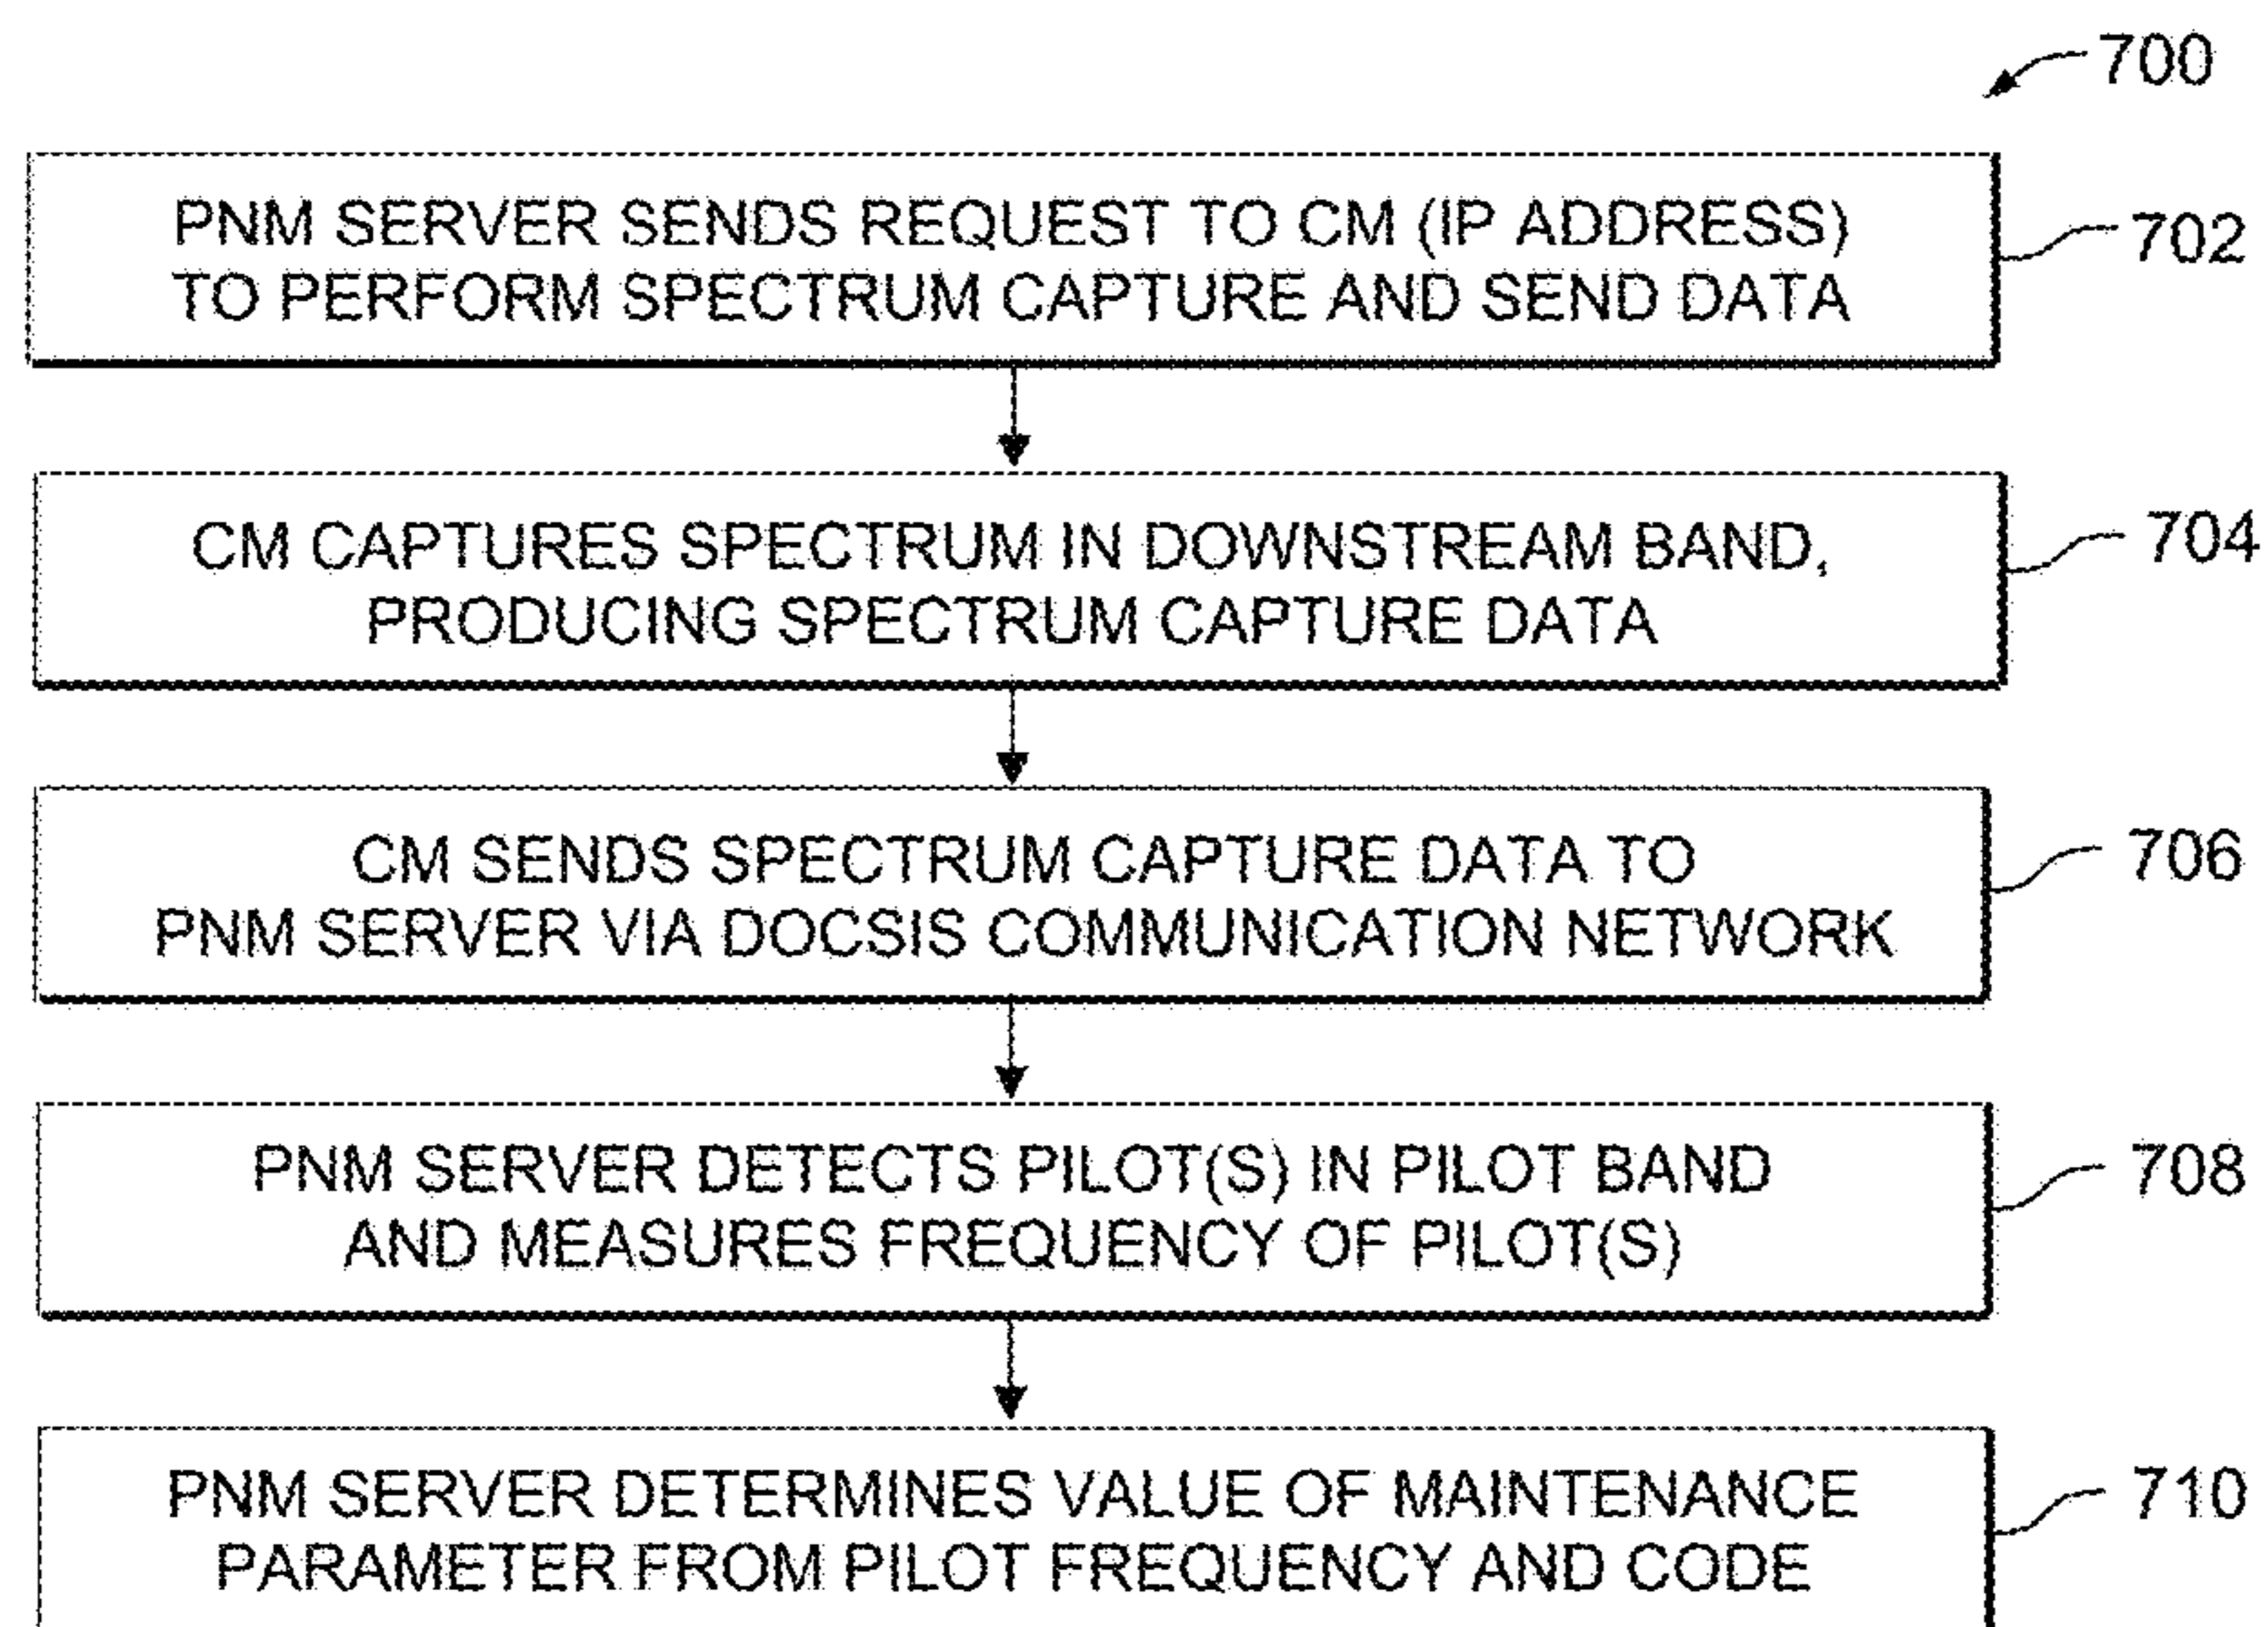 700
PNM SERVER SENDS REQUEST TO CM (IP ADDRESS)
TO PERFORM SPECTRUM CAPTURE AND SEND DATA
702
CM CAPTURES SPECTRUM IN DOWNSTREAM BAND,
PRODUCING SPECTRUM CAPTURE DATA
704
CM SENDS SPECTRUM CAPTURE DATA TO
PNM SERVER VIA DOCSIS COMMUNICATION NETWORK
706
PNM SERVER DETECTS PILOT(S) IN PILOT BAND
AND MEASURES FREQUENCY OF PILOT(S)
708
PNM SERVER DETERMINES VALUE OF MAINTENANCE
PARAMETER FROM PILOT FREQUENCY AND CODE
710